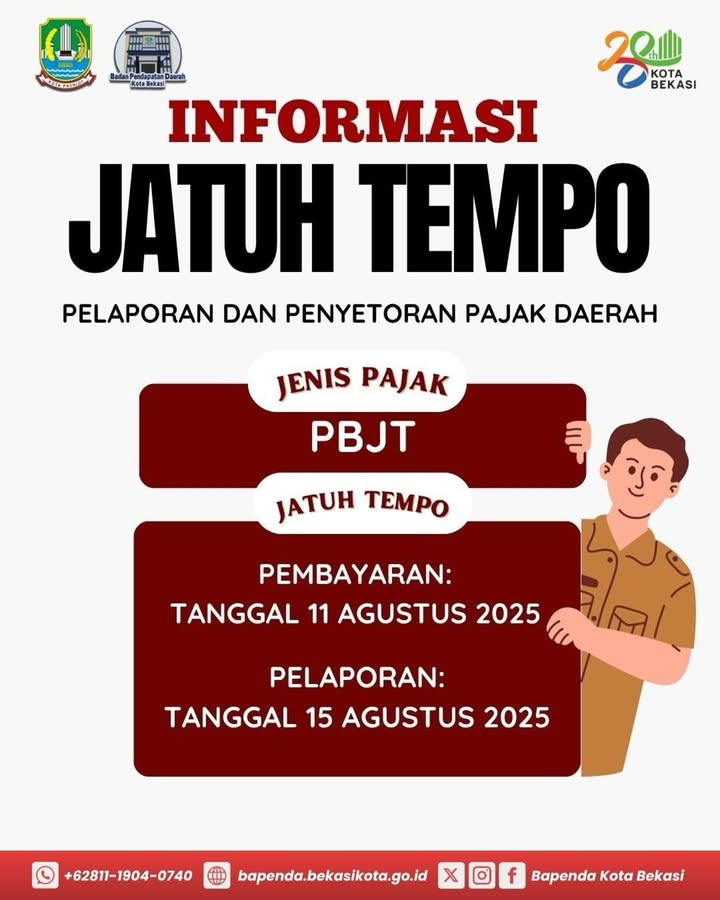 Badan Pendapatan Daerah
Kota Bekasi
28th
KOTA
BEKASI
INFORMASI
JATUH TEMPO
PELAPORAN DAN PENYETORAN PAJAK DAERAH
JENIS PAJAK
PBJT
JATUH TEMPO
PEMBAYARAN:
TANGGAL 11 AGUSTUS 2025
PELAPORAN:
TANGGAL 15 AGUSTUS 2025
+62811-1904-0740
bapenda.bekasikota.go.id
Bapenda Kota Bekasi